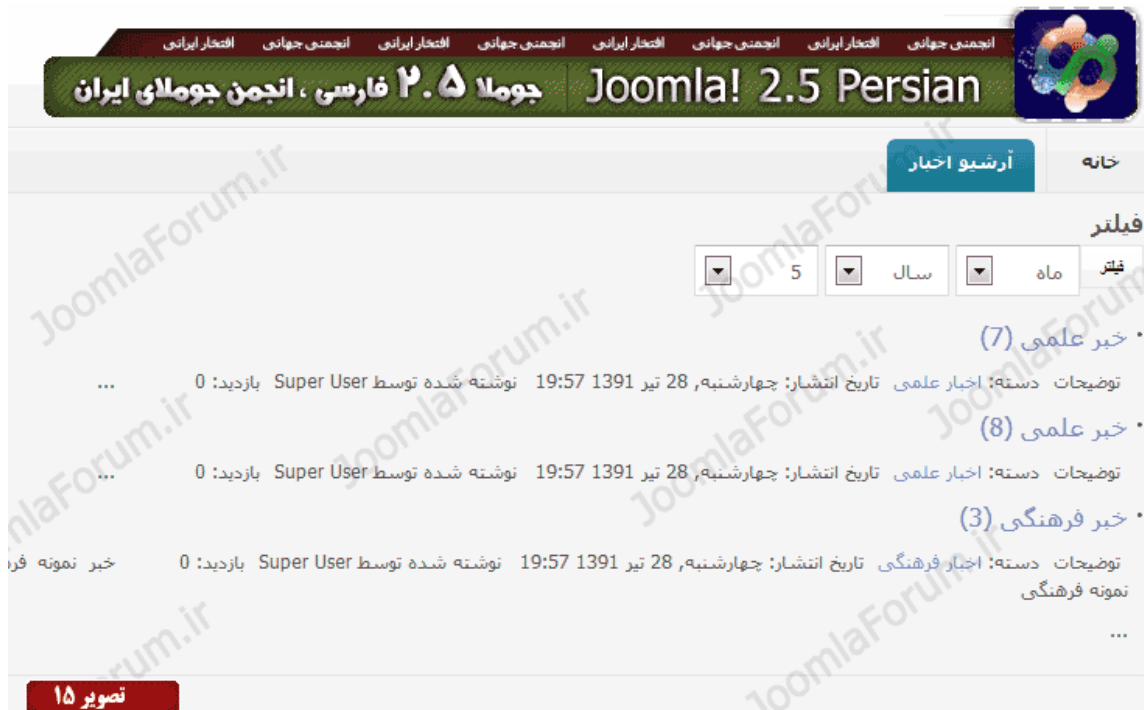 انجمنی جهانی افتخار ایرانی انجمنی جهانی افتخار ایرانی انجمنی جهانی افتخار ایرانی انجمنی جهانی افتخار ایرانی
Joomla! 2.5 Persian جوملا ۲.۵ فارسی ، انجمن جوملای ایران
خانه آرشیو اخبار
فیلتر
فیلتر ماه سال 5
خبر علمی (7)
توضیحات دسته: اخبار علمی تاریخ انتشار: چهارشنبه, 28 تیر 1391 19:57 نوشته شده توسط Super User بازدید: 0 ...
خبر علمی (8)
توضیحات دسته: اخبار علمی تاریخ انتشار: چهارشنبه, 28 تیر 1391 19:57 نوشته شده توسط Super User بازدید: 0 ...
خبر فرهنگی (3)
توضیحات دسته: اخبار فرهنگی تاریخ انتشار: چهارشنبه, 28 تیر 1391 19:57 نوشته شده توسط Super User بازدید: 0 خبر نمونه
نمونه فرهنگی
...
تصویر ۱۵
JoomlaForum.ir